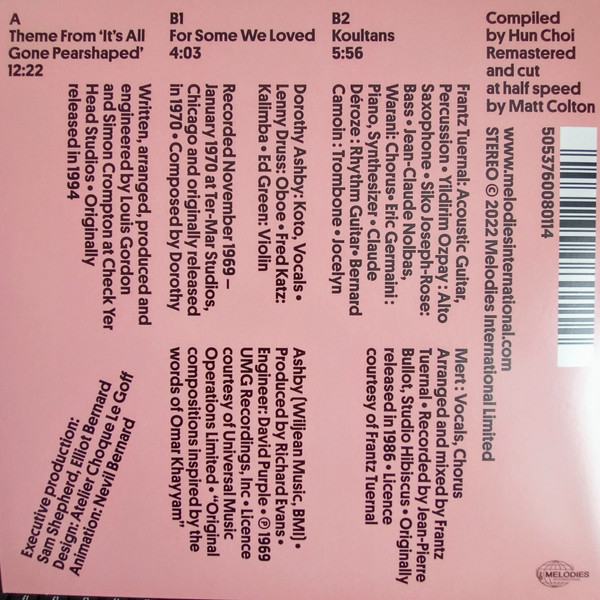 A
Theme From ‘It’s All
Gone Pearshaped’
12:22
Written, arranged, produced and
engineered by Louis Gordon
and Simon Crompton at Check Yer
Head Studios • Originally
released in 1994
B1
For Some We Loved
4:03
Dorothy Ashby: Koto, Vocals •
Lenny Druss: Oboe • Fred Katz:
Kalimba • Ed Green: Violin
Recorded November 1969 –
January 1970 at Ter-Mar Studios,
Chicago and originally released
in 1970 • Composed by Dorothy
Ashby [Wiljean Music, BMI] •
Produced by Richard Evans •
Engineer: David Purple • ℗ 1969
UMG Recordings, Inc • Licence
courtesy of Universal Music
Operations Limited • “Original
compositions inspired by the
words of Omar Khayyam”
B2
Koultans
5:56
Frantz Tuernal: Acoustic Guitar,
Percussion • Yildirim Ozpay : Alto
Saxophone • Siko Joseph-Rose:
Bass • Jean-Claude Nolbas,
Warani: Chorus• Eric Germaini :
Piano, Synthesizer • Claude
Déroze : Rhythm Guitar• Bernard
Camoin : Trombone • Jocelyn
Mert : Vocals, Chorus
Arranged and mixed by Frantz
Tuernal • Recorded by Jean-Pierre
Bullot, Studio Hibiscus • Originally
released in 1986 • Licence
courtesy of Frantz Tuernal
Compiled
by Hun Choi
Remastered
and cut
at half speed
by Matt Colton
www.melodiesinternational.com
STEREO © 2022 Melodies International Limited
5053760080114
Executive production:
Sam Shepherd, Elliot Bernard
Design: Atelier Choque Le Goff
Animation: Nevil Bernard
MELODIES